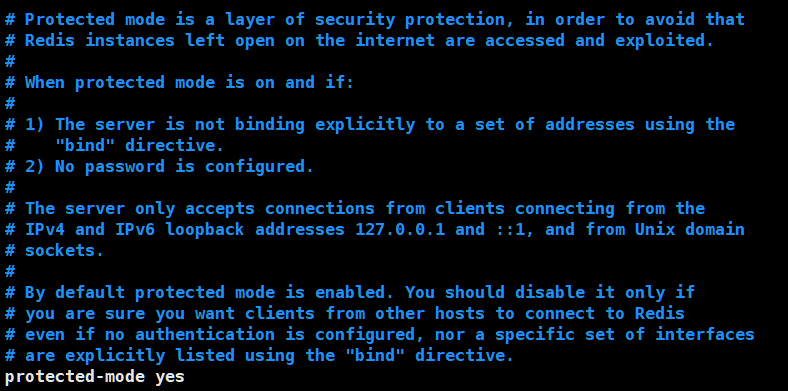 # Protected mode is a layer of security protection, in order to avoid that
# Redis instances left open on the internet are accessed and exploited.
#
# When protected mode is on and if:
#
# 1) The server is not binding explicitly to a set of addresses using the
#    "bind" directive.
# 2) No password is configured.
#
# The server only accepts connections from clients connecting from the
# IPv4 and IPv6 loopback addresses 127.0.0.1 and ::1, and from Unix domain
# sockets.
#
# By default protected mode is enabled. You should disable it only if
# you are sure you want clients from other hosts to connect to Redis
# even if no authentication is configured, nor a specific set of interfaces
# are explicitly listed using the "bind" directive.
protected-mode yes